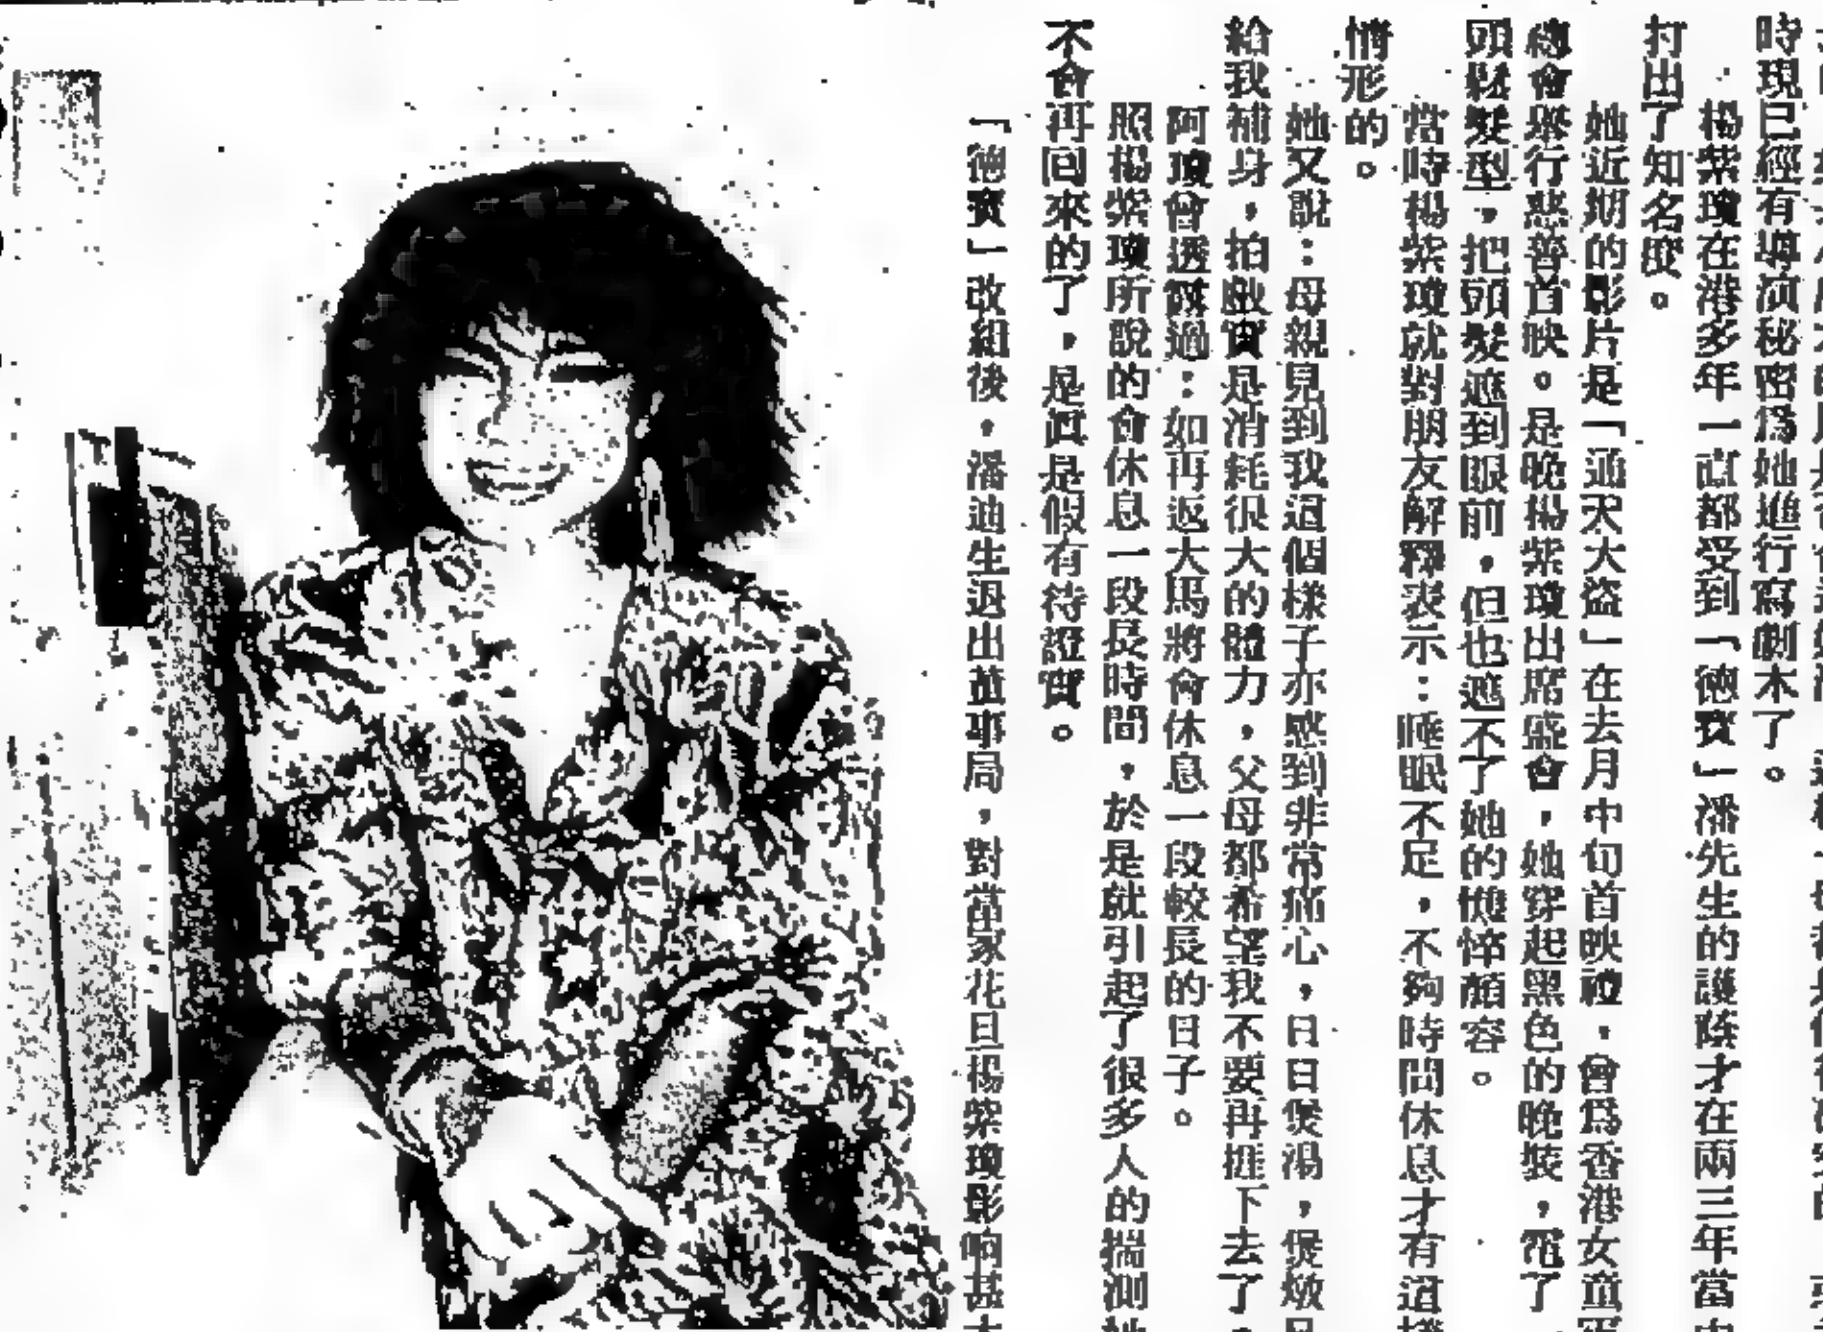 時現已經有導演秘密爲她進行寫劇本了。
楊紫瓊在港多年一直都受到「德寶」潘先生的護蔭才在兩三年當
打出了知名度。
她近期的影片是「通天大盜」在去月中旬首映禮，曾爲香港女童軍
總會舉行慈善首映。是晚楊紫瓊出席盛會，她穿起黑色的晚裝，電了
頭鬆髮型，把頭髮遮到眼前，但也遮不了她的憔悴顏容。
當時楊紫瓊就對朋友解釋表示：睡眠不足，不夠時間休息才有這樣
情形的。
她又說：母親見到我這個樣子亦感到非常痛心，日日煲湯，煲燉
給我補身，拍戲實是消耗很大的體力，父母都希望我不要再捱下去了，
阿瓊曾透露過：如再返大馬將會休息一段較長的日子。
照楊紫瓊所說的會休息一段長時間，於是就引起了很多人的揣測她
不會再回來的了，是真是假有待證實。
「德寶」改組後，潘迪生退出董事局，對當家花旦楊紫瓊影响甚大